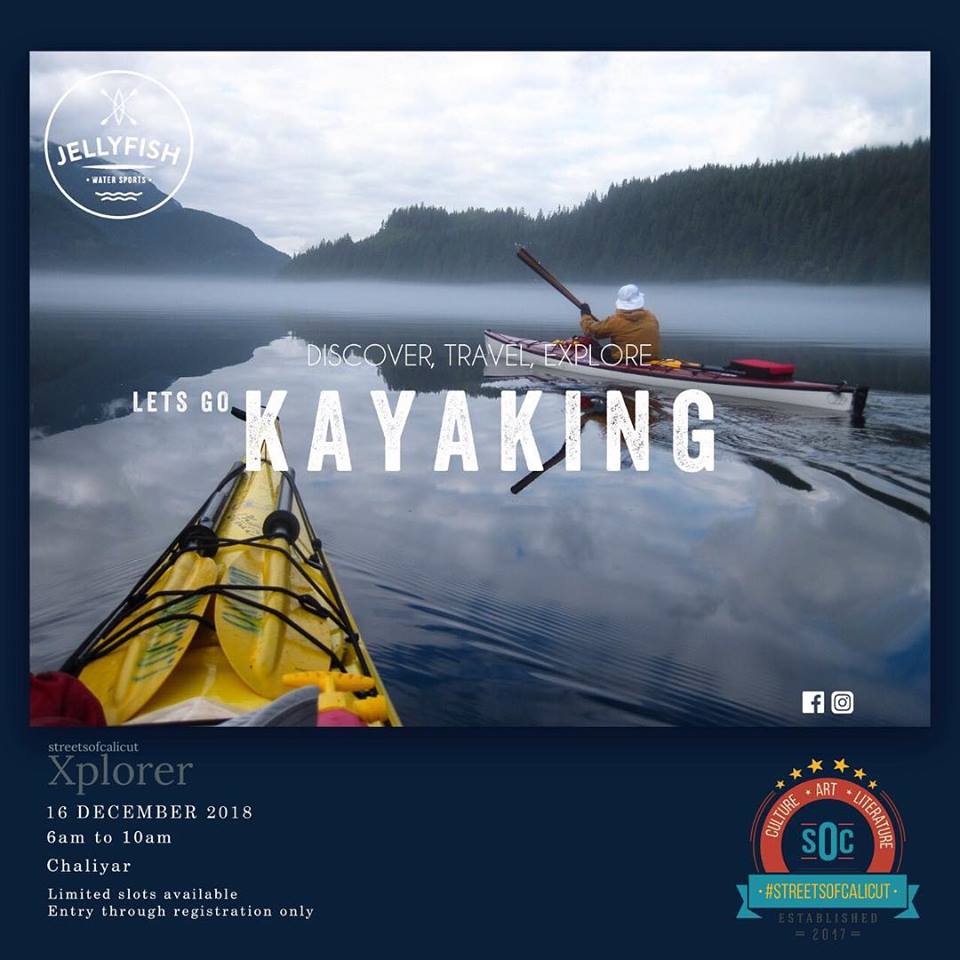 JELLYFISH
• WATER SPORTS •
DISCOVER, TRAVEL, EXPLORE
LETS GO KAYAKING
streetsofcalicut
Xplorer
16 DECEMBER 2018
6am to 10am
Chaliyar
Limited slots available
Entry through registration only
CULTURE • ART • LITERATURE
SOC
• #STREETSOFCALICUT •
ESTABLISHED
= 2017 =